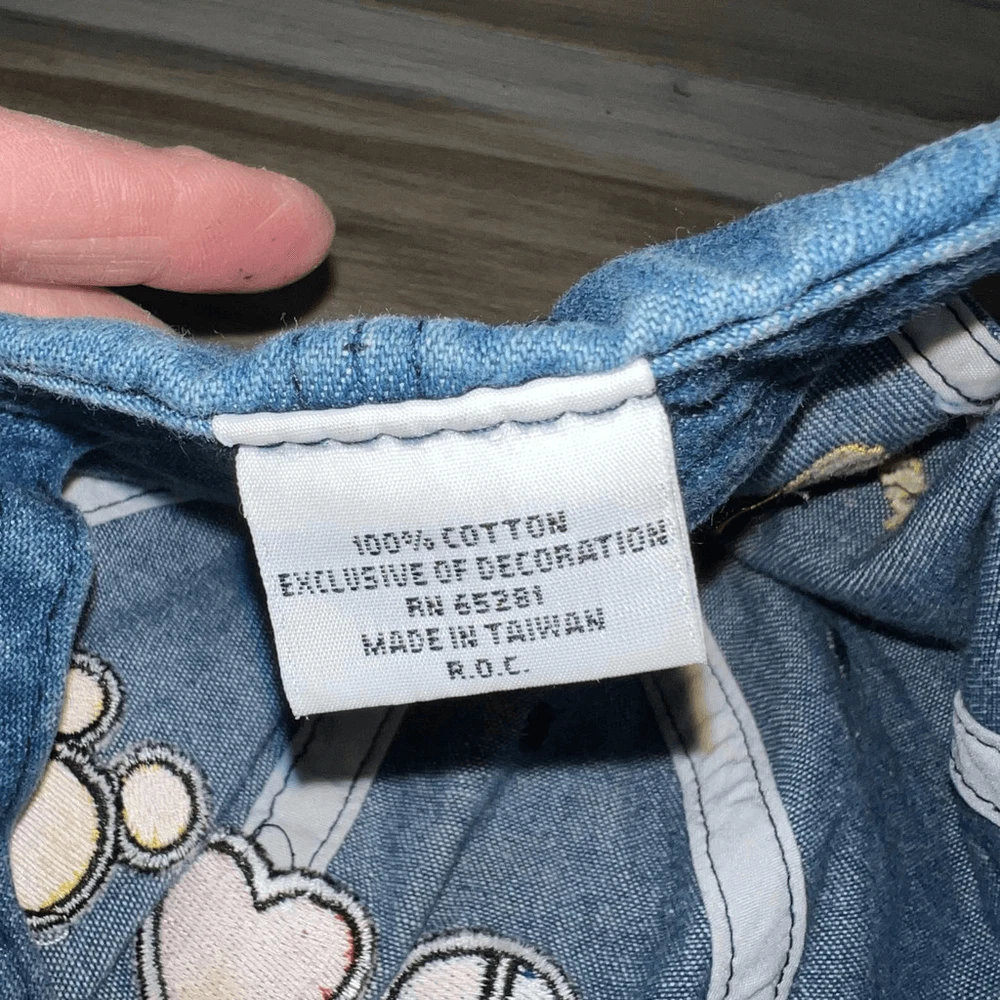 100% COTTON
EXCLUSIVE OF DECORATION
RN 65281
MADE IN TAIWAN
R.O.C.